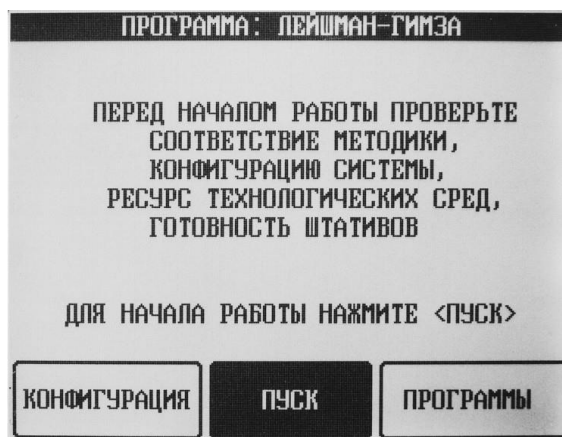 ПРОГРАММА: ЛЕЙШМАН-ГИМЗА
ПЕРЕД НАЧАЛОМ РАБОТЫ ПРОВЕРЬТЕ
СООТВЕТСТВИЕ МЕТОДИКИ,
КОНФИГУРАЦИЮ СИСТЕМЫ,
РЕСУРС ТЕХНОЛОГИЧЕСКИХ СРЕД,
ГОТОВНОСТЬ ШТАТИВОВ
ДЛЯ НАЧАЛА РАБОТЫ НАЖМИТЕ <ПУСК>
КОНФИГУРАЦИЯ ПУСК ПРОГРАММЫ